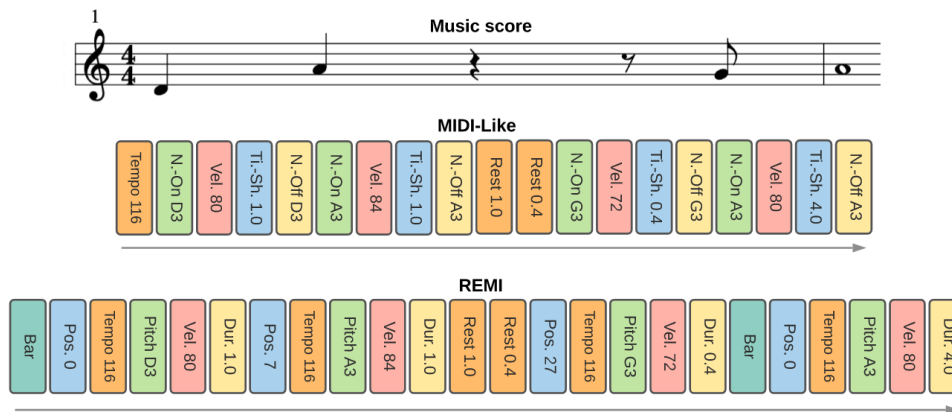 1
Music score
4
4
MIDI-Like
Tempo 116 N.-On D3 Vel. 80 Ti.-Sh. 1.0 N.-Off D3 N.-On A3 Vel. 84 Ti.-Sh. 1.0 N.-Off A3 Rest 1.0 Rest 0.4 N.-On G3 Vel. 72 Ti.-Sh. 0.4 N.-Off G3 N.-On A3 Vel. 80 Ti.-Sh. 4.0 N.-Off A3
REMI
Bar Pos. 0 Tempo 116 Pitch D3 Vel. 80 Dur. 1.0 Pos. 7 Tempo 116 Pitch A3 Vel. 84 Dur. 1.0 Rest 1.0 Rest 0.4 Pos. 27 Tempo 116 Pitch G3 Vel. 72 Dur. 0.4 Bar Pos. 0 Tempo 116 Pitch A3 Vel. 80 Dur. 4.0